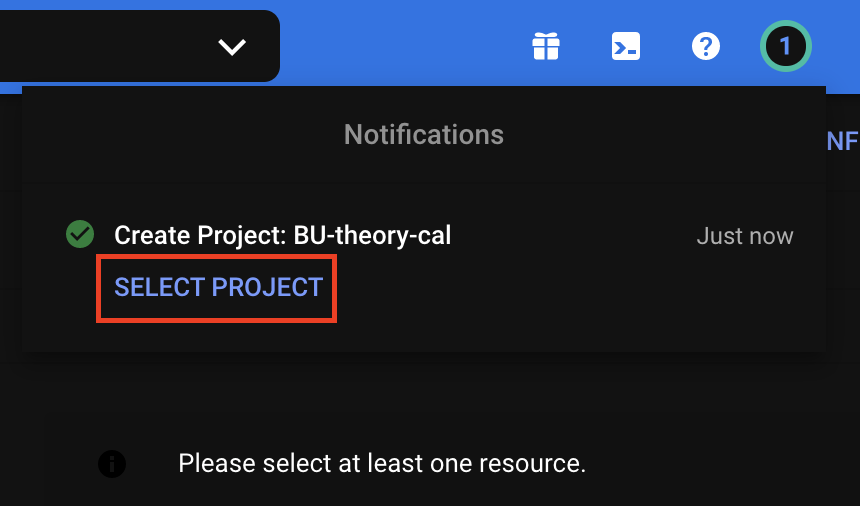 1
Notifications
NF
Create Project: BU-theory-cal
Just now
SELECT PROJECT
Please select at least one resource.